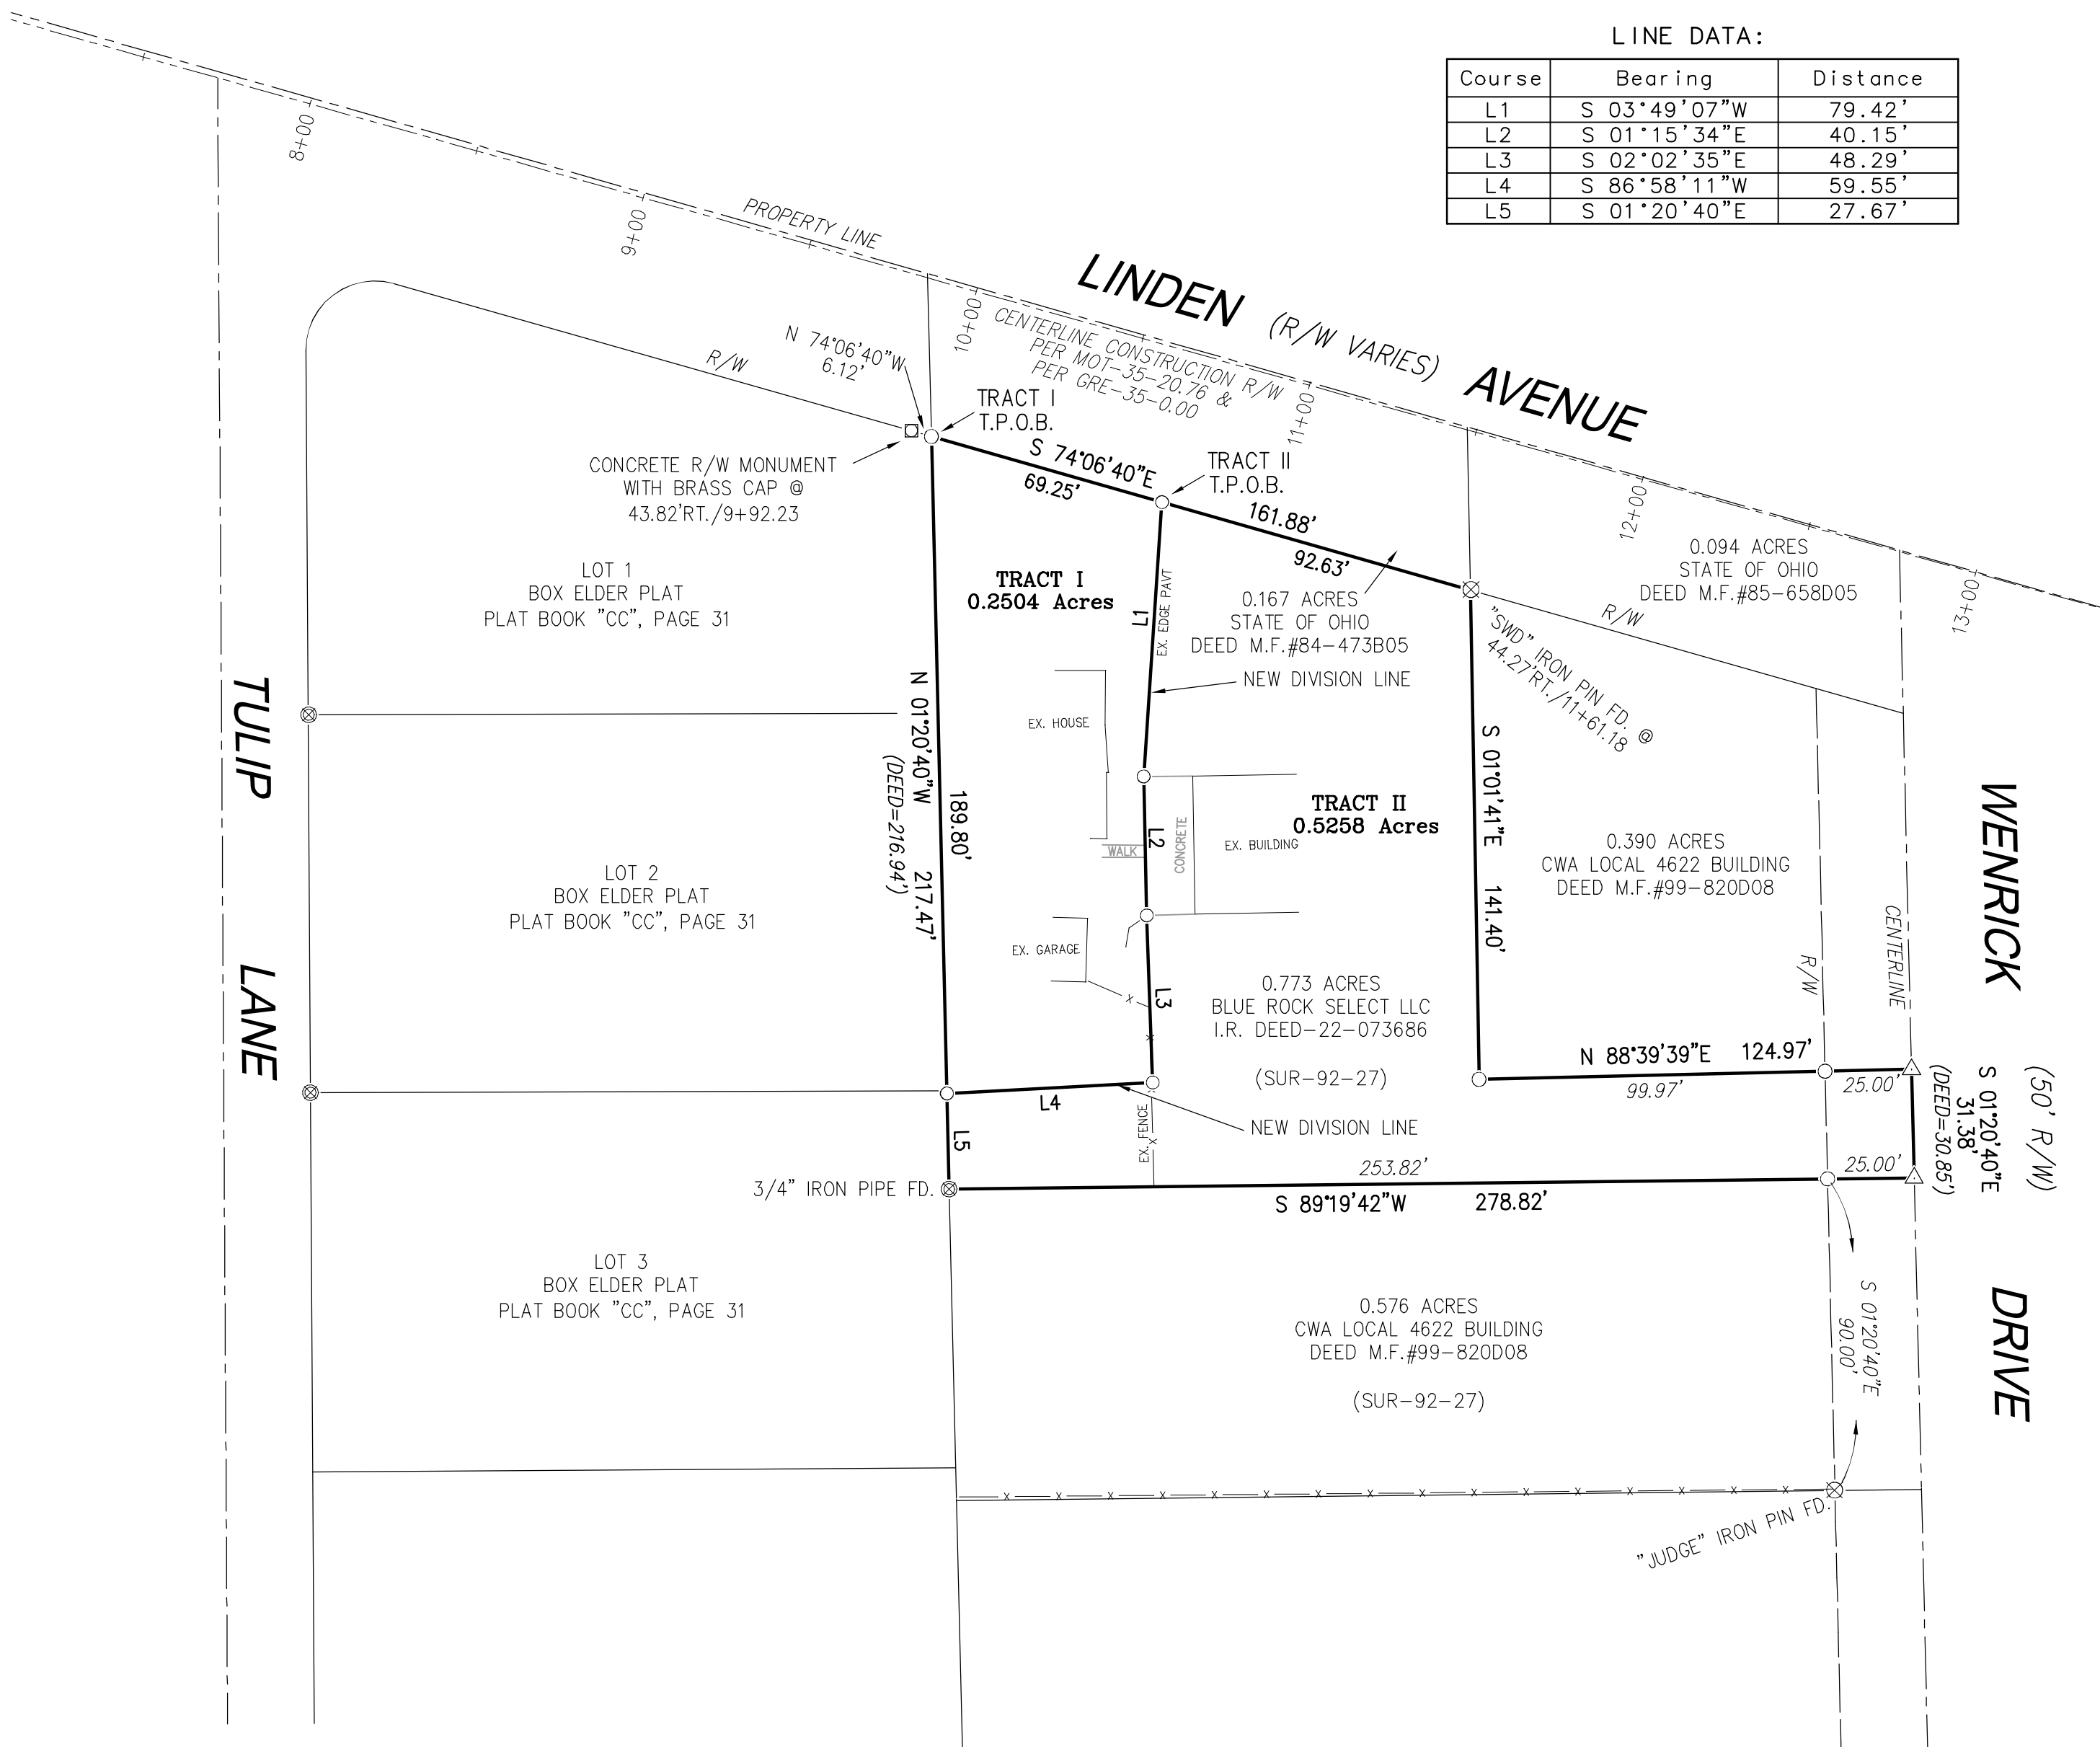 LINE DATA:
Course Bearing Distance
L1 S 03°49'07"W 79.42'
L2 S 01°15'34"E 40.15'
L3 S 02°02'35"E 48.29'
L4 S 86°58'11"W 59.55'
L5 S 01°20'40"E 27.67'
8+00
9+00
10+00
11+00
12+00
13+00
PROPERTY LINE
LINDEN (R/W VARIES) AVENUE
CENTERLINE CONSTRUCTION R/W
PER MOT-35-20.76 &
PER GRE-35-0.00
R/W
N 74°06'40"W
6.12'
TRACT I
T.P.O.B.
CONCRETE R/W MONUMENT
WITH BRASS CAP @
43.82'RT./9+92.23
S 74°06'40"E
69.25'
TRACT II
T.P.O.B.
161.88'
92.63'
0.094 ACRES
STATE OF OHIO
DEED M.F.#85-658D05
R/W
LOT 1
BOX ELDER PLAT
PLAT BOOK "CC", PAGE 31
TRACT I
0.2504 Acres
L1
EX. EDGE PAVT
0.167 ACRES
STATE OF OHIO
DEED M.F.#84-473B05
NEW DIVISION LINE
"SWD" IRON PIN FD. @
44.27'RT./11+61.18
TULIP LANE
N 01°20'40"W 217.47'
(DEED=216.94')
189.80'
EX. HOUSE
WALK
L2
CONCRETE
EX. BUILDING
TRACT II
0.5258 Acres
S 01°01'41"E 141.40'
0.390 ACRES
CWA LOCAL 4622 BUILDING
DEED M.F.#99-820D08
R/W
CENTERLINE
WENRICK DRIVE
(50' R/W)
LOT 2
BOX ELDER PLAT
PLAT BOOK "CC", PAGE 31
EX. GARAGE
x
L3
x
0.773 ACRES
BLUE ROCK SELECT LLC
I.R. DEED-22-073686
(SUR-92-27)
N 88°39'39"E 124.97'
99.97'
25.00'
S 01°20'40"E
31.38'
(DEED=30.85')
L4
L5
EX. FENCE
x
NEW DIVISION LINE
253.82'
25.00'
3/4" IRON PIPE FD.
S 89°19'42"W 278.82'
LOT 3
BOX ELDER PLAT
PLAT BOOK "CC", PAGE 31
0.576 ACRES
CWA LOCAL 4622 BUILDING
DEED M.F.#99-820D08
(SUR-92-27)
S 01°20'40"E
90.00'
x x x x x x x x x x x x x x x x
"JUDGE" IRON PIN FD.